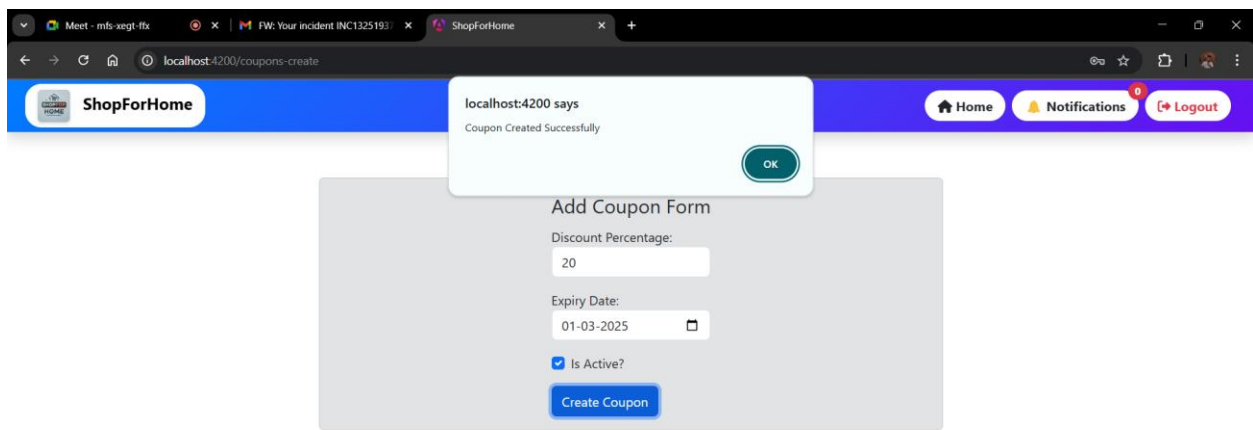 Meet - mfs-xegt-ffx
FW: Your incident INC1325193
ShopForHome
localhost:4200/coupons-create
ShopForHome
localhost:4200 says
Coupon Created Successfully
OK
Home
Notifications
0
Logout
Add Coupon Form
Discount Percentage:
20
Expiry Date:
01-03-2025
Is Active?
Create Coupon